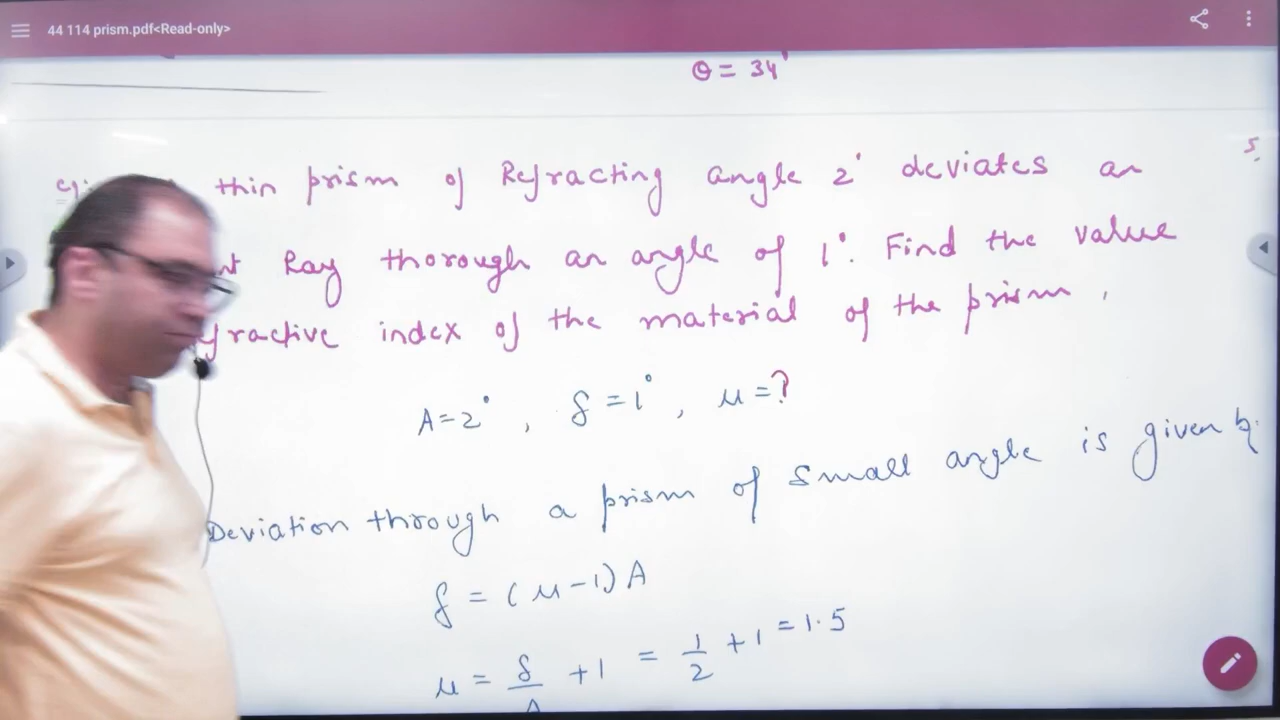 44 114 prism.pdf<Read-only>
θ = 34°
5.
thin prism of Refracting angle 2° deviates an
Ray thorough an angle of 1°. Find the value
fractive index of the material of the prism.
A=2°, δ=1°, μ=?
Deviation through a prism of small angle is given by
δ = (μ-1) A
μ = δ/A +1 = 1/2 +1 = 1.5